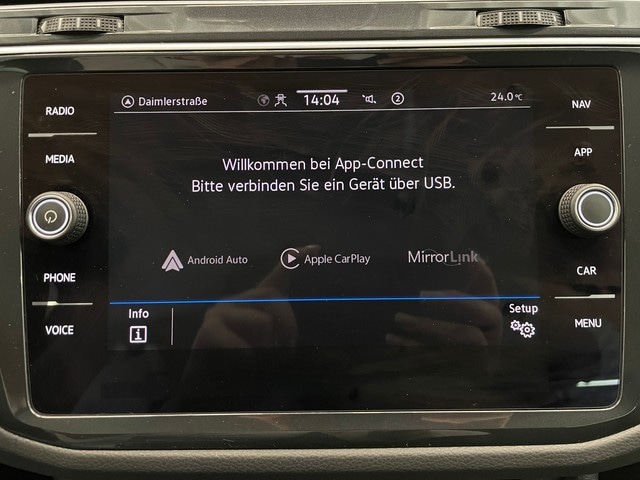 RADIO
MEDIA
PHONE
VOICE
Daimlerstraße
14:04
2
24.0 °C
Willkommen bei App-Connect
Bitte verbinden Sie ein Gerät über USB.
Android Auto
Apple CarPlay
MirrorLink
Info
i
Setup
NAV
APP
CAR
MENU